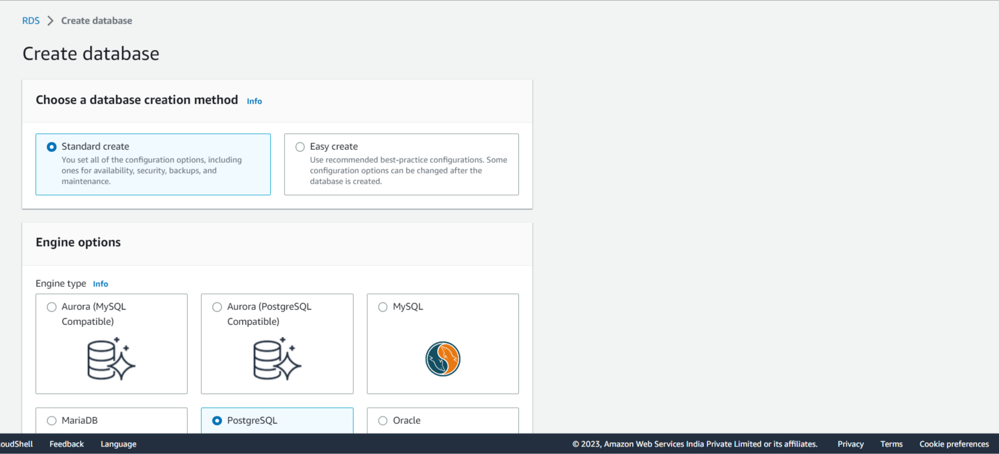 RDS > Create database
Create database
Choose a database creation method Info
Standard create
You set all of the configuration options, including
ones for availability, security, backups, and
maintenance.
Easy create
Use recommended best-practice configurations. Some
configuration options can be changed after the
database is created.
Engine options
Engine type Info
Aurora (MySQL
Compatible)
Aurora (PostgreSQL
Compatible)
MySQL
MariaDB
PostgreSQL
Oracle
oudShell Feedback Language © 2023, Amazon Web Services India Private Limited or its affiliates. Privacy Terms Cookie preferences